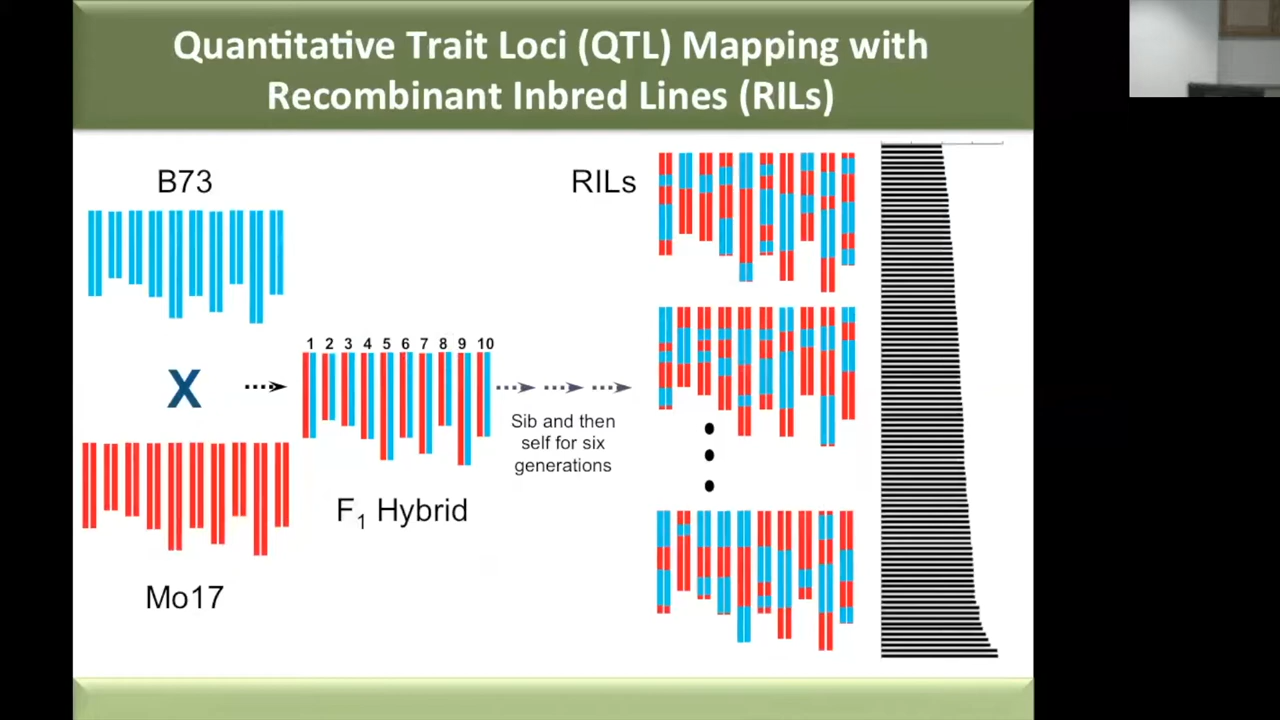 Quantitative Trait Loci (QTL) Mapping with
Recombinant Inbred Lines (RILs)
B73
RILs
X
1 2 3 4 5 6 7 8 9 10
Sib and then
self for six
generations
F1 Hybrid
Mo17